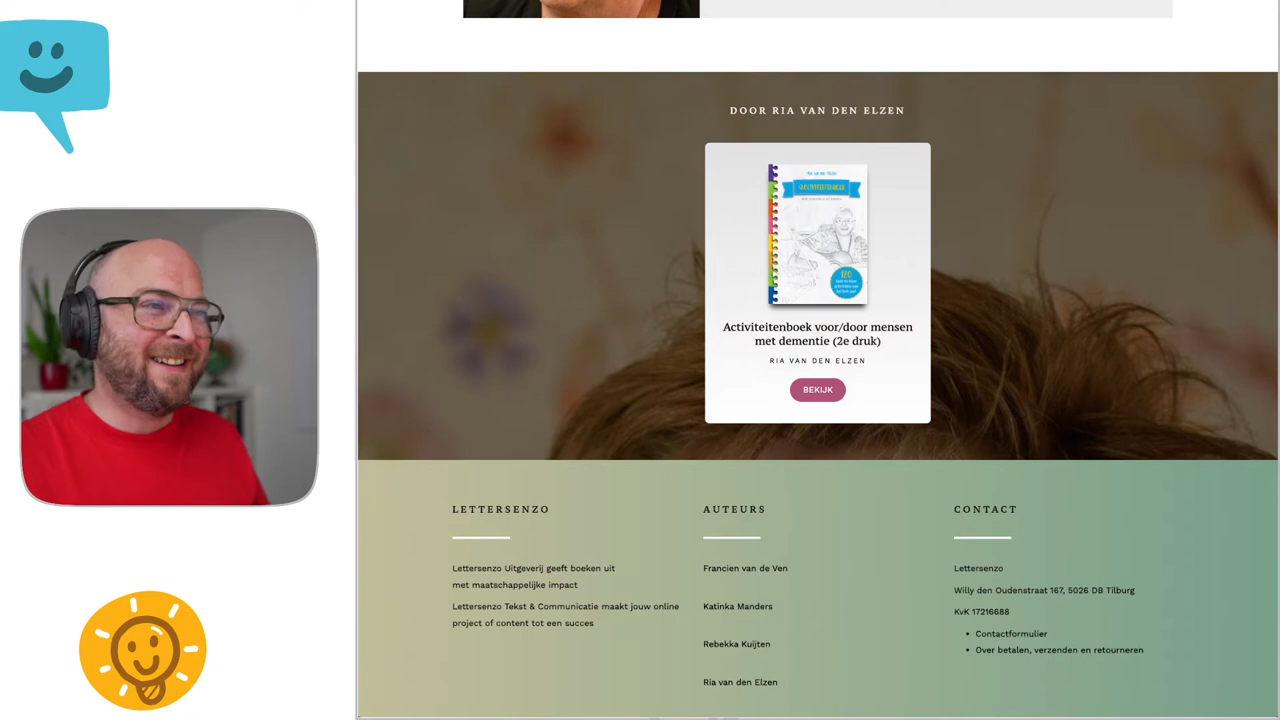 DOOR RIA VAN DEN ELZEN
Activiteitenboek voor/door mensen
met dementie (2e druk)
RIA VAN DEN ELZEN
BEKIJK
LETTERSENZO
Lettersenzo Uitgeverij geeft boeken uit
met maatschappelijke impact
Lettersenzo Tekst & Communicatie maakt jouw online
project of content tot een succes
AUTEURS
Francien van de Ven
Katinka Manders
Rebekka Kuijten
Ria van den Elzen
CONTACT
Lettersenzo
Willy den Oudenstraat 167, 5026 DB Tilburg
KvK 17216688
• Contactformulier
• Over betalen, verzenden en retourneren